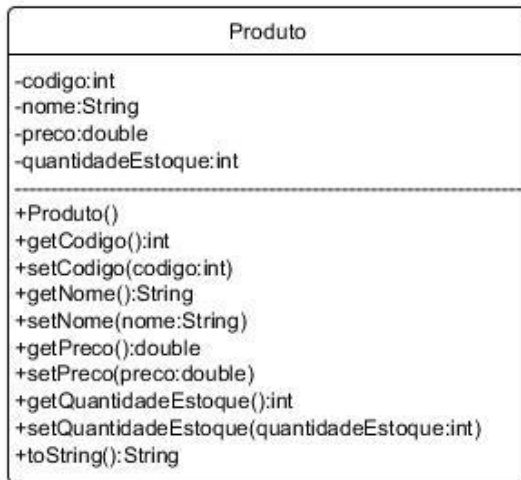 Produto
-codigo:int
-nome:String
-preco:double
-quantidadeEstoque:int
+Produto()
+getCodigo():int
+setCodigo(codigo:int)
+getNome():String
+setNome(nome:String)
+getPreco():double
+setPreco(preco:double)
+getQuantidadeEstoque():int
+setQuantidadeEstoque(quantidadeEstoque:int)
+toString():String